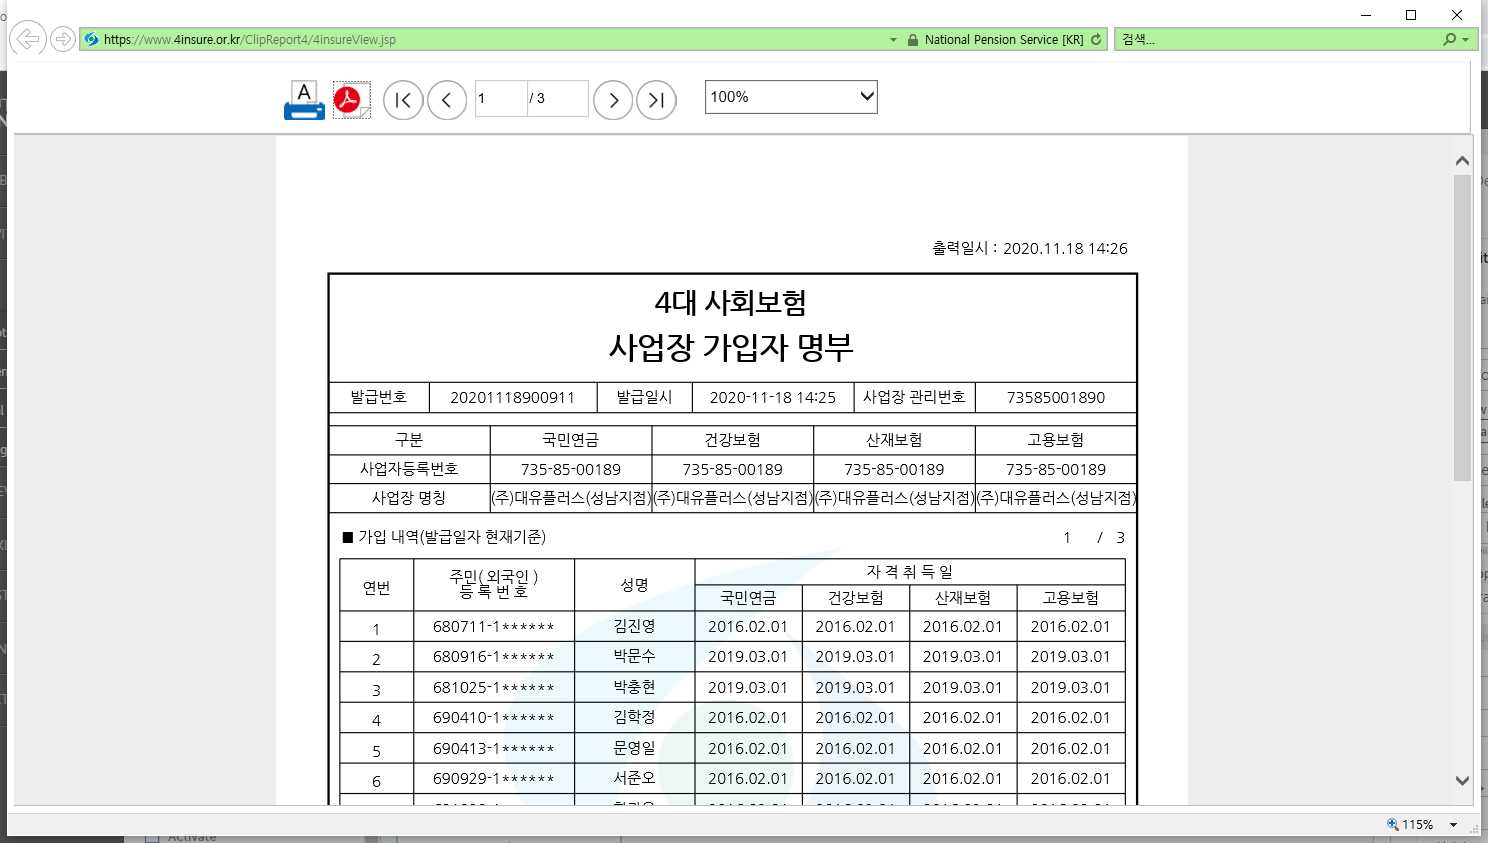 https://www.4insure.or.kr/ClipReport4/4insureView.jsp
National Pension Service [KR]
검색...
A
1 / 3
100%
출력일시 : 2020.11.18 14:26
4대 사회보험
사업장 가입자 명부
발급번호 20201118900911 발급일시 2020-11-18 14:25 사업장 관리번호 73585001890
구분 국민연금 건강보험 산재보험 고용보험
사업자등록번호 735-85-00189 735-85-00189 735-85-00189 735-85-00189
사업장 명칭 (주)대유플러스(성남지점) (주)대유플러스(성남지점) (주)대유플러스(성남지점) (주)대유플러스(성남지점)
■ 가입 내역(발급일자 현재기준) 1 / 3
연번 주민(외국인) 등록번호 성명 자 격 취 득 일
국민연금 건강보험 산재보험 고용보험
1 680711-1****** 김진영 2016.02.01 2016.02.01 2016.02.01 2016.02.01
2 680916-1****** 박문수 2019.03.01 2019.03.01 2019.03.01 2019.03.01
3 681025-1****** 박충현 2019.03.01 2019.03.01 2019.03.01 2019.03.01
4 690410-1****** 김학정 2016.02.01 2016.02.01 2016.02.01 2016.02.01
5 690413-1****** 문영일 2016.02.01 2016.02.01 2016.02.01 2016.02.01
6 690929-1****** 서준오 2016.02.01 2016.02.01 2016.02.01 2016.02.01
115%
Activate